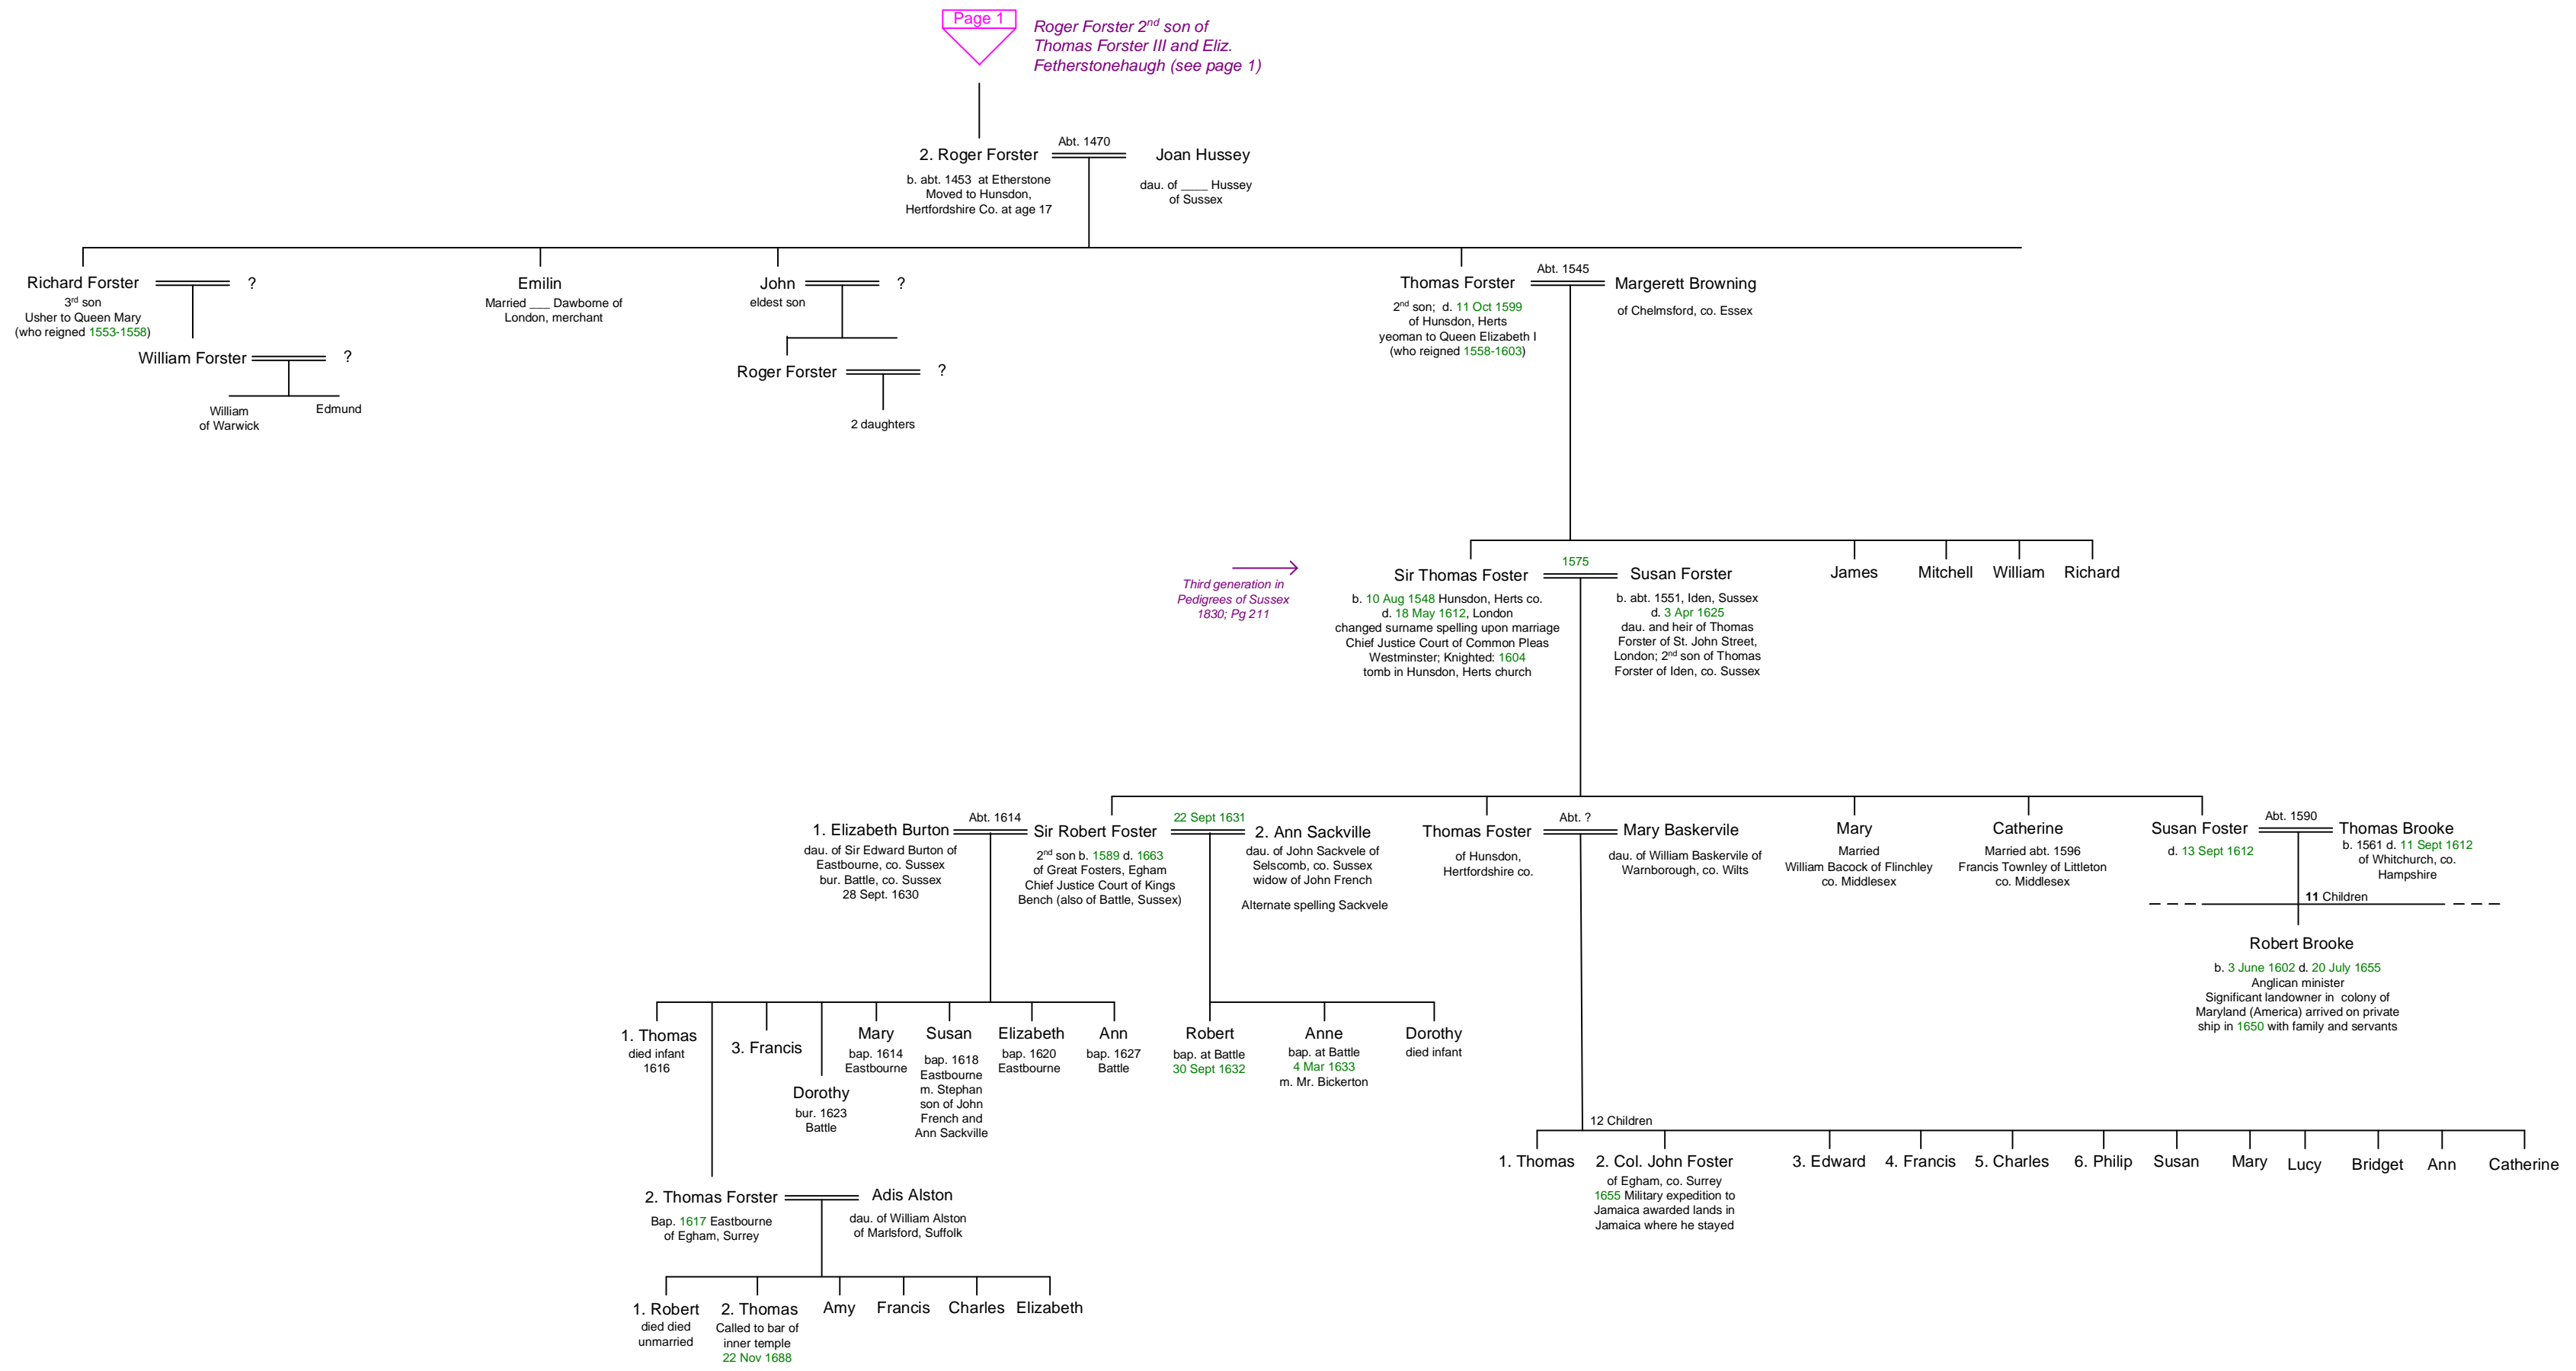 Page 1
Roger Forster 2nd son of
Thomas Forster III and Eliz.
Fetherstonehaugh (see page 1)
2. Roger Forster
b. abt. 1453 at Etherstone
Moved to Hunsdon,
Hertfordshire Co. at age 17
Abt. 1470
Joan Hussey
dau. of ____ Hussey
of Sussex
Richard Forster
3rd son
Usher to Queen Mary
(who reigned 1553-1558)
?
William Forster
?
William
of Warwick
Edmund
Emilin
Married ___ Dawborne of
London, merchant
John
eldest son
?
Roger Forster
?
2 daughters
Thomas Forster
2nd son; d. 11 Oct 1599
of Hunsdon, Herts
yeoman to Queen Elizabeth I
(who reigned 1558-1603)
Abt. 1545
Margerett Browning
of Chelmsford, co. Essex
Third generation in
Pedigrees of Sussex
1830; Pg 211
Sir Thomas Foster
b. 10 Aug 1548 Hunsdon, Herts co.
d. 18 May 1612, London
changed surname spelling upon marriage
Chief Justice Court of Common Pleas
Westminster; Knighted: 1604
tomb in Hunsdon, Herts church
1575
Susan Forster
b. abt. 1551, Iden, Sussex
d. 3 Apr 1625
dau. and heir of Thomas
Forster of St. John Street,
London; 2nd son of Thomas
Forster of Iden, co. Sussex
James
Mitchell
William
Richard
1. Elizabeth Burton
dau. of Sir Edward Burton of
Eastbourne, co. Sussex
bur. Battle, co. Sussex
28 Sept. 1630
Abt. 1614
Sir Robert Foster
2nd son b. 1589 d. 1663
of Great Fosters, Egham
Chief Justice Court of Kings
Bench (also of Battle, Sussex)
22 Sept 1631
2. Ann Sackville
dau. of John Sackvele of
Selscomb, co. Sussex
widow of John French
Alternate spelling Sackvele
Thomas Foster
of Hunsdon,
Hertfordshire co.
Abt. ?
Mary Baskervile
dau. of William Baskervile of
Warnborough, co. Wilts
Mary
Married
William Bacock of Flinchley
co. Middlesex
Catherine
Married abt. 1596
Francis Townley of Littleton
co. Middlesex
Susan Foster
d. 13 Sept 1612
Abt. 1590
Thomas Brooke
b. 1561 d. 11 Sept 1612
of Whitchurch, co.
Hampshire
11 Children
Robert Brooke
b. 3 June 1602 d. 20 July 1655
Anglican minister
Significant landowner in colony of
Maryland (America) arrived on private
ship in 1650 with family and servants
1. Thomas
died infant
1616
3. Francis
Dorothy
bur. 1623
Battle
Mary
bap. 1614
Eastbourne
Susan
bap. 1618
Eastbourne
m. Stephan
son of John
French and
Ann Sackville
Elizabeth
bap. 1620
Eastbourne
Ann
bap. 1627
Battle
Robert
bap. at Battle
30 Sept 1632
Anne
bap. at Battle
4 Mar 1633
m. Mr. Bickerton
Dorothy
died infant
12 Children
1. Thomas
2. Col. John Foster
of Egham, co. Surrey
1655 Military expedition to
Jamaica awarded lands in
Jamaica where he stayed
3. Edward
4. Francis
5. Charles
6. Philip
Susan
Mary
Lucy
Bridget
Ann
Catherine
2. Thomas Forster
Bap. 1617 Eastbourne
of Egham, Surrey
Adis Alston
dau. of William Alston
of Marlsford, Suffolk
1. Robert
died died
unmarried
2. Thomas
Called to bar of
inner temple
22 Nov 1688
Amy
Francis
Charles
Elizabeth